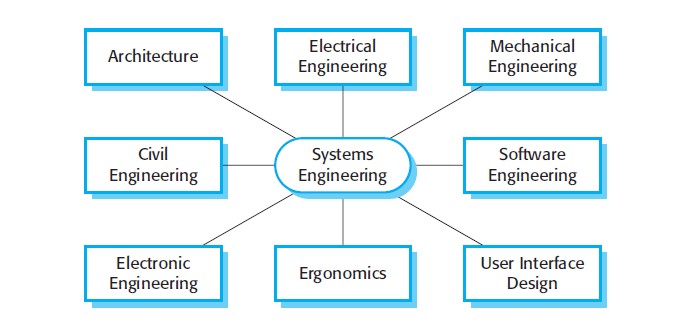 Architecture
Electrical
Engineering
Mechanical
Engineering
Civil
Engineering
Systems
Engineering
Software
Engineering
Electronic
Engineering
Ergonomics
User Interface
Design